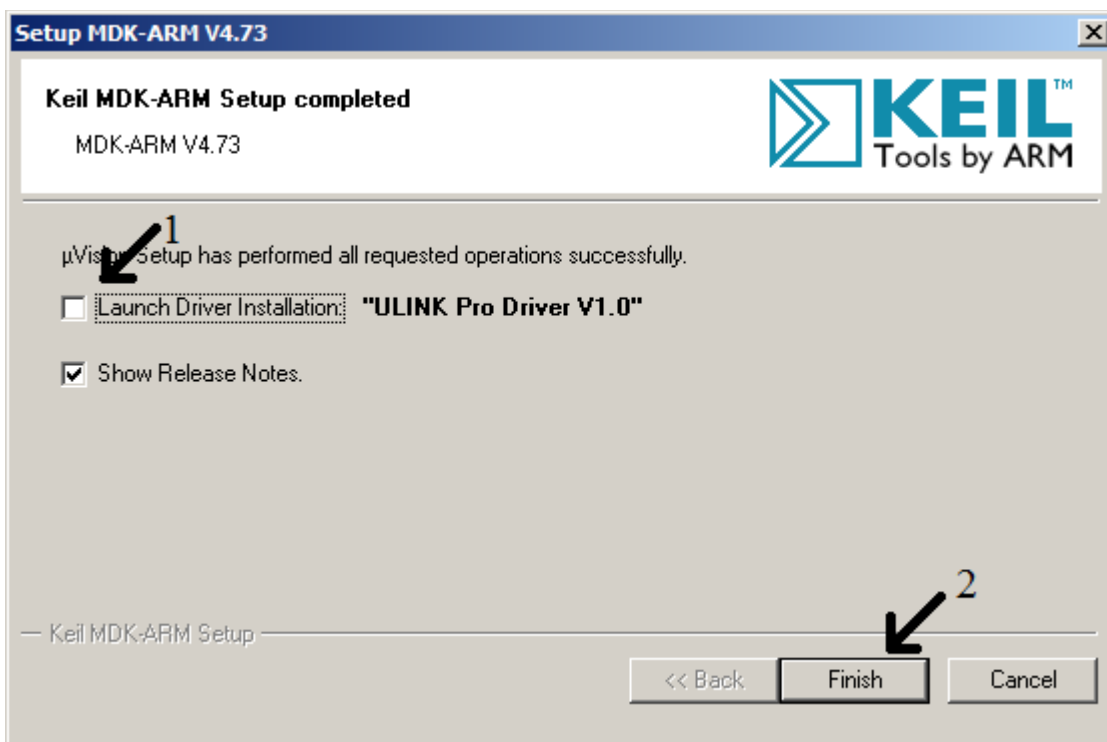 Setup MDK-ARM V4.73
Keil MDK-ARM Setup completed
MDK-ARM V4.73
KEIL™
Tools by ARM
1
µVision Setup has performed all requested operations successfully.
Launch Driver Installation: "ULINK Pro Driver V1.0"
Show Release Notes.
2
Keil MDK-ARM Setup
<< Back Finish Cancel